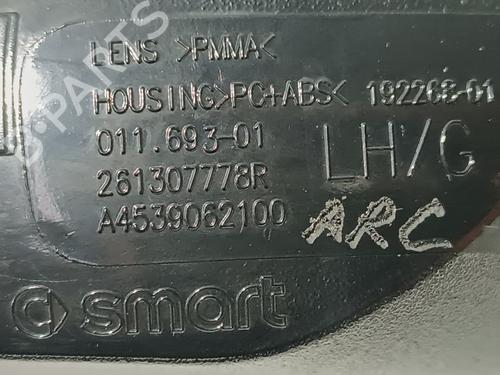 LENS >PMMA<
HOUSING>PC+ABS< 192268-01
011.693-01
LH/G
261307778R
A4539062100
ARC
smart
B-PARTS